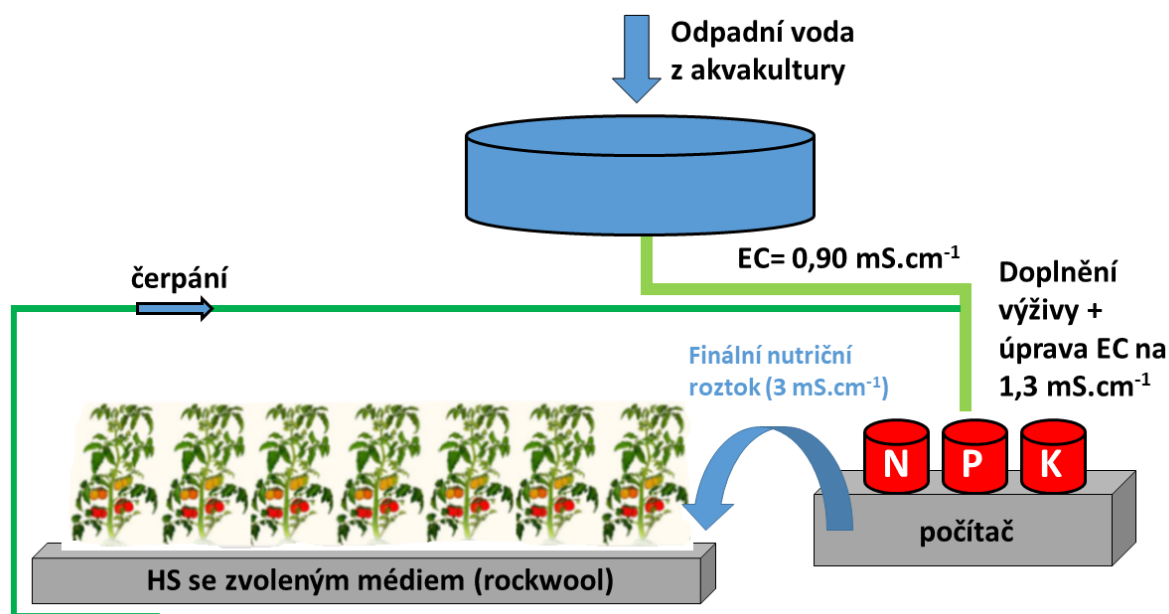 Odpadní voda
z akvakultury
EC= 0,90 mS.cm-1
čerpání
Doplnění
výživy +
úprava EC na
1,3 mS.cm-1
Finální nutriční
roztok (3 mS.cm-1)
N P K
počítač
HS se zvoleným médiem (rockwool)